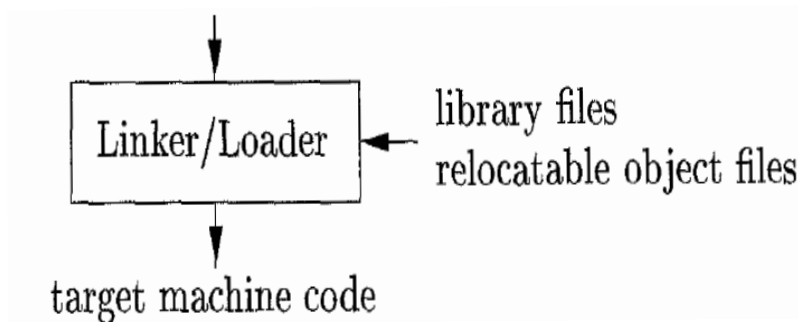 Linker/Loader
library files
relocatable object files
target machine code